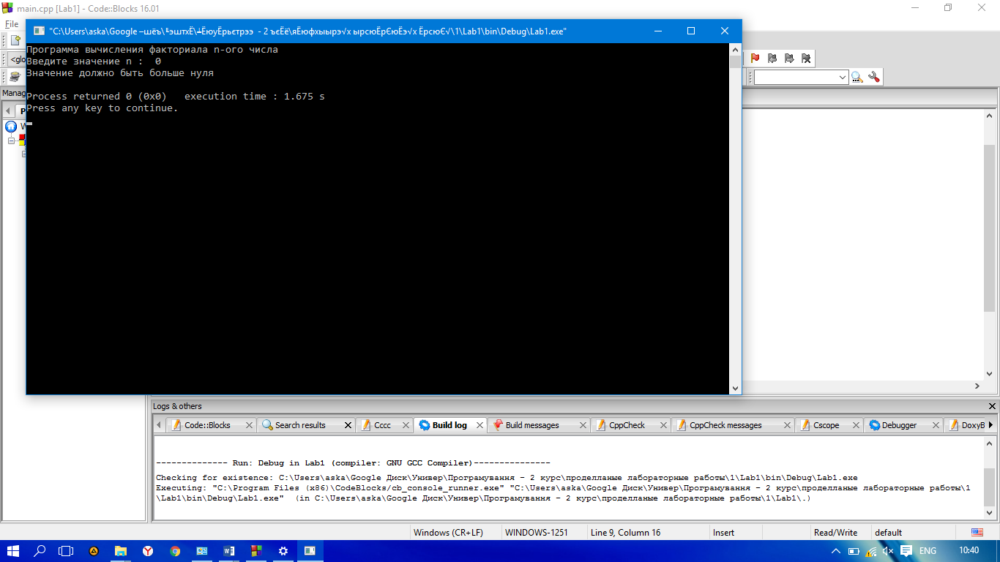 main.cpp [Lab1] - Code::Blocks 16.01
File
"C:\Users\aska\Google –шёъ\╚эштхЁ\╧ЁюуЁрьєтрээ  - 2 ъєЁё\яЁюфхыырэ√х ырсюЁрЄюЁэ√х ЁрсюЄ√\1\Lab1\bin\Debug\Lab1.exe"
<glo
Программа вычисления факториала n-ого числа
Введите значение n :  0
Значение должно быть больше нуля
Process returned 0 (0x0)   execution time : 1.675 s
Press any key to continue.
Manag
P
W
Logs & others
Code::Blocks
Search results
Cccc
Build log
Build messages
CppCheck
CppCheck messages
Cscope
Debugger
DoxyB
-------------- Run: Debug in Lab1 (compiler: GNU GCC Compiler)---------------
Checking for existence: C:\Users\aska\Google Диск\Универ\Програмування - 2 курс\проделланые лабораторные работы\1\Lab1\bin\Debug\Lab1.exe
Executing: "C:\Program Files (x86)\CodeBlocks/cb_console_runner.exe" "C:\Users\aska\Google Диск\Универ\Програмування - 2 курс\проделланые лабораторные работы\1
\Lab1\bin\Debug\Lab1.exe"  (in C:\Users\aska\Google Диск\Универ\Програмування - 2 курс\проделланые лабораторные работы\1\Lab1\.)
Windows (CR+LF)
WINDOWS-1251
Line 9, Column 16
Insert
Read/Write
default
ENG
10:40